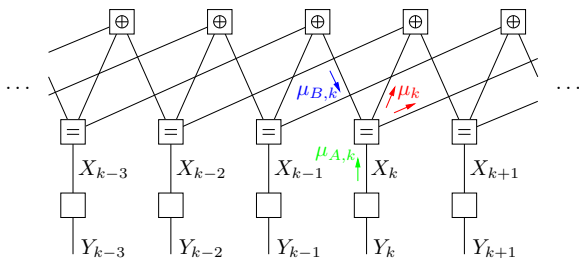 ⊕ ⊕ ⊕ ⊕ ⊕
... μ_{B,k} μ_k ...
= = = = =
μ_{A,k}
X_{k−3} X_{k−2} X_{k−1} X_k X_{k+1}
Y_{k−3} Y_{k−2} Y_{k−1} Y_k Y_{k+1}